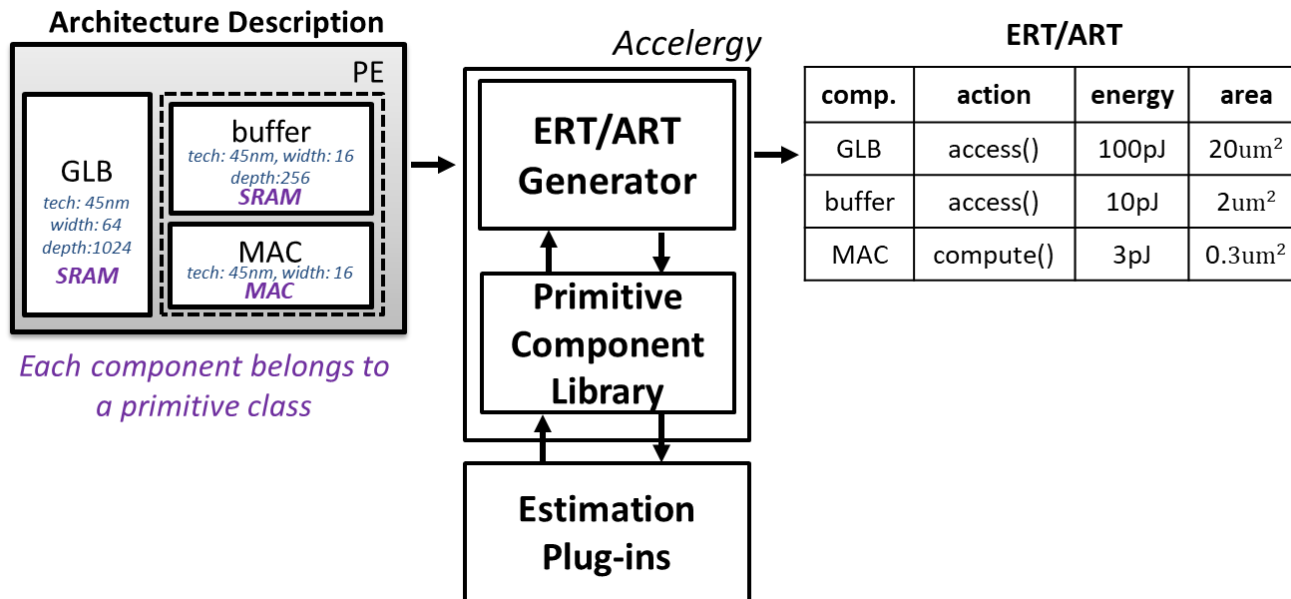 Architecture Description
PE
GLB
tech: 45nm
width: 64
depth:1024
SRAM
buffer
tech: 45nm, width: 16
depth:256
SRAM
MAC
tech: 45nm, width: 16
MAC
Each component belongs to
a primitive class
Accelergy
ERT/ART
Generator
Primitive
Component
Library
Estimation
Plug-ins
ERT/ART
comp. action energy area
GLB access() 100pJ 20um²
buffer access() 10pJ 2um²
MAC compute() 3pJ 0.3um²